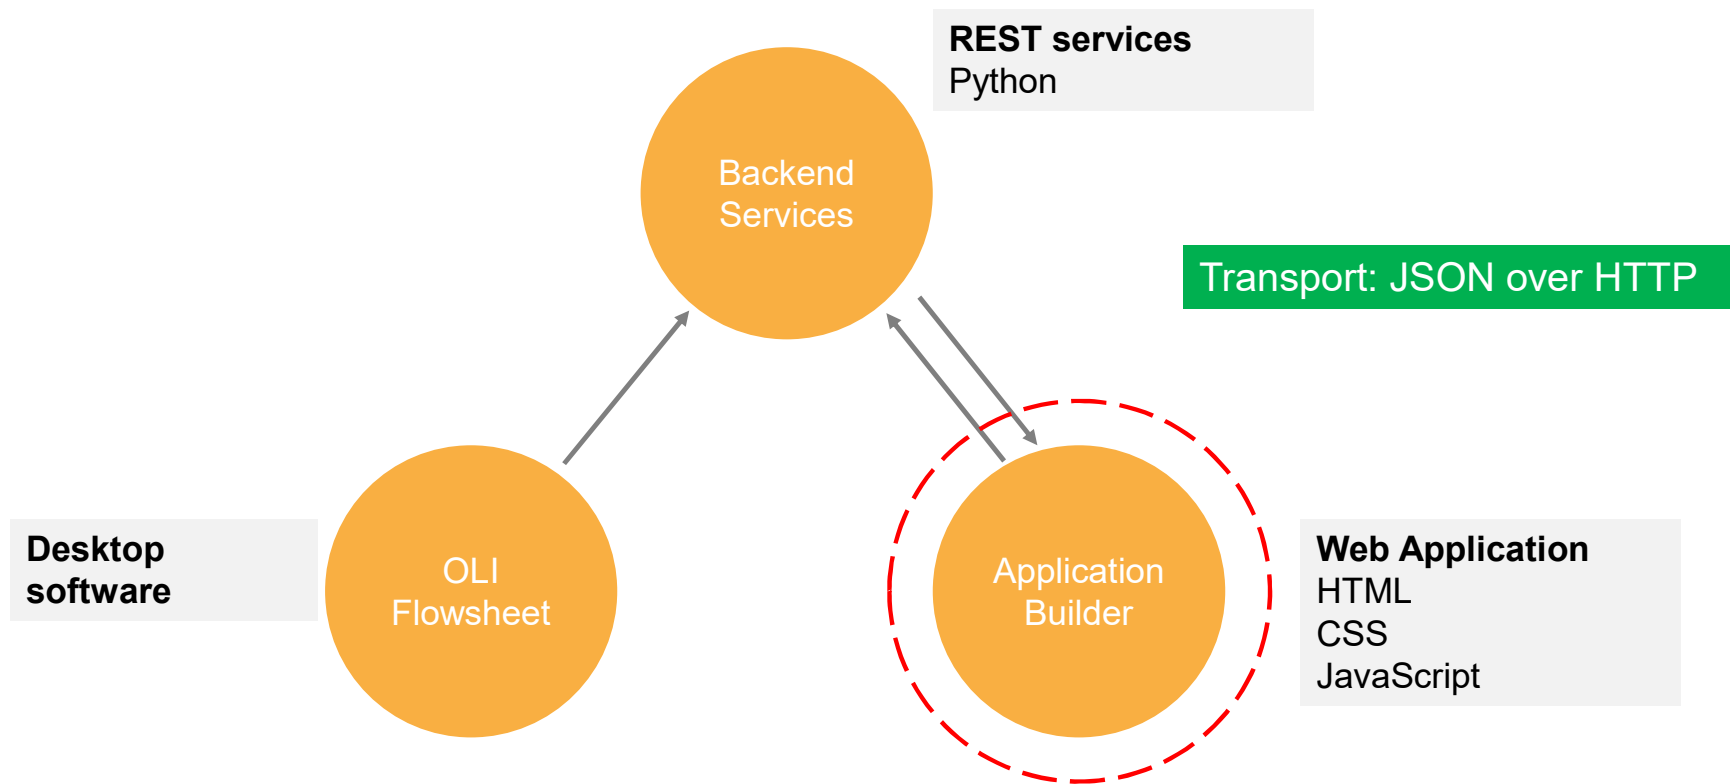 REST services
Python
Backend
Services
Transport: JSON over HTTP
Desktop
software
OLI
Flowsheet
Application
Builder
Web Application
HTML
CSS
JavaScript